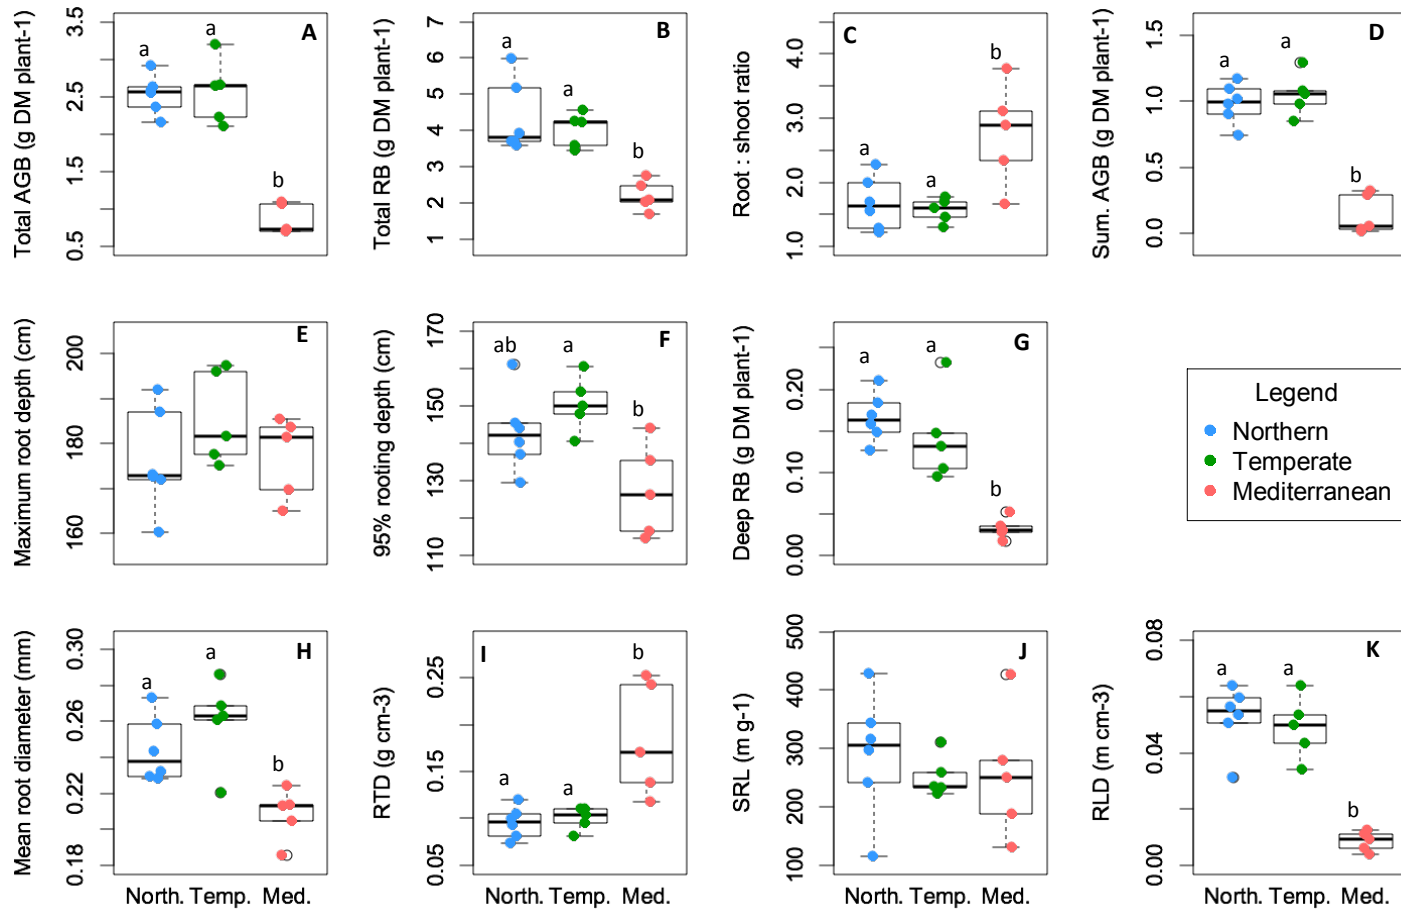 Total AGB (g DM plant-1)
3.5
2.5
1.5
0.5
A
a
a
b
Total RB (g DM plant-1)
7
6
5
4
3
2
1
B
a
a
b
Root : shoot ratio
4.0
3.0
2.0
1.0
C
a
a
b
Sum. AGB (g DM plant-1)
1.5
1.0
0.5
0.0
D
a
a
b
Maximum root depth (cm)
200
180
160
E
95% rooting depth (cm)
170
150
130
110
F
ab
a
b
Deep RB (g DM plant-1)
0.20
0.10
0.00
G
a
a
b
Legend
Northern
Temperate
Mediterranean
Mean root diameter (mm)
0.30
0.26
0.22
0.18
H
a
a
b
North. Temp. Med.
RTD (g cm-3)
0.25
0.15
0.05
I
a
a
b
North. Temp. Med.
SRL (m g-1)
500
400
300
200
100
J
North. Temp. Med.
RLD (m cm-3)
0.08
0.04
0.00
K
a
a
b
North. Temp. Med.